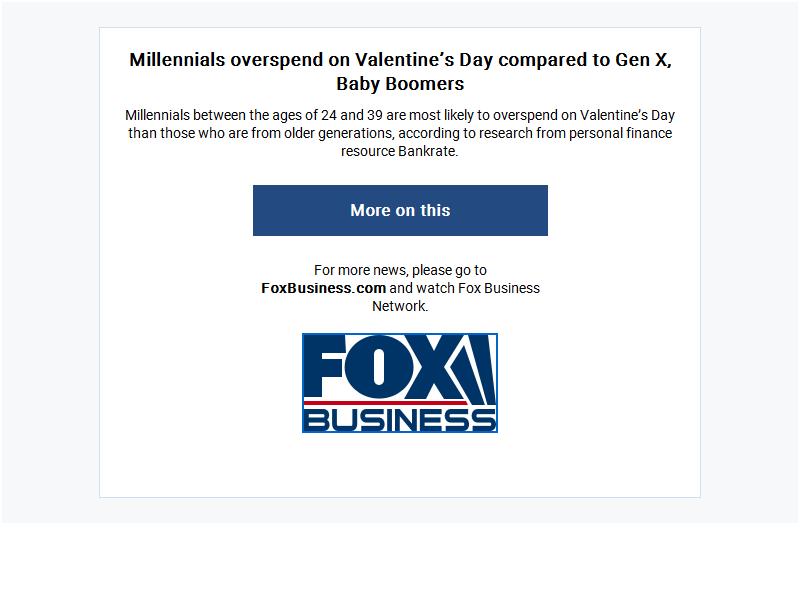 Millennials overspend on Valentine’s Day compared to Gen X,
Baby Boomers
Millennials between the ages of 24 and 39 are most likely to overspend on Valentine’s Day
than those who are from older generations, according to research from personal finance
resource Bankrate.
More on this
For more news, please go to
FoxBusiness.com and watch Fox Business
Network.
FOX
BUSINESS